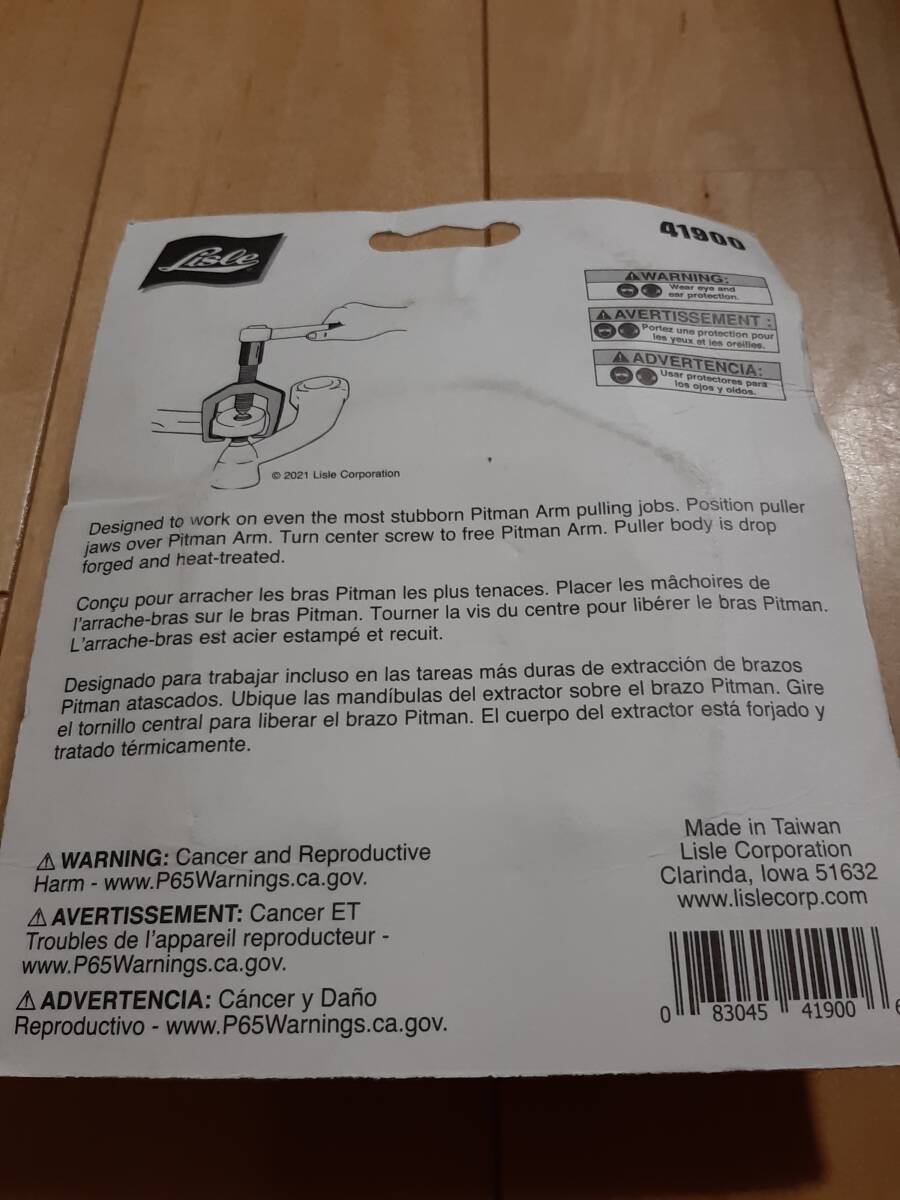 Lisle
41900
⚠WARNING:
Wear eye and
ear protection.
⚠AVERTISSEMENT :
Portez une protection pour
les yeux et les oreilles.
⚠ADVERTENCIA:
Usar protectores para
los ojos y oídos.
© 2021 Lisle Corporation
Designed to work on even the most stubborn Pitman Arm pulling jobs. Position puller
jaws over Pitman Arm. Turn center screw to free Pitman Arm. Puller body is drop
forged and heat-treated.
Conçu pour arracher les bras Pitman les plus tenaces. Placer les mâchoires de
l'arrache-bras sur le bras Pitman. Tourner la vis du centre pour libérer le bras Pitman.
L'arrache-bras est acier estampé et recuit.
Designado para trabajar incluso en las tareas más duras de extracción de brazos
Pitman atascados. Ubique las mandíbulas del extractor sobre el brazo Pitman. Gire
el tornillo central para liberar el brazo Pitman. El cuerpo del extractor está forjado y
tratado térmicamente.
⚠ WARNING: Cancer and Reproductive
Harm - www.P65Warnings.ca.gov.
⚠ AVERTISSEMENT: Cancer ET
Troubles de l'appareil reproducteur -
www.P65Warnings.ca.gov.
⚠ ADVERTENCIA: Cáncer y Daño
Reproductivo - www.P65Warnings.ca.gov.
Made in Taiwan
Lisle Corporation
Clarinda, Iowa 51632
www.lislecorp.com
0 83045 41900 6